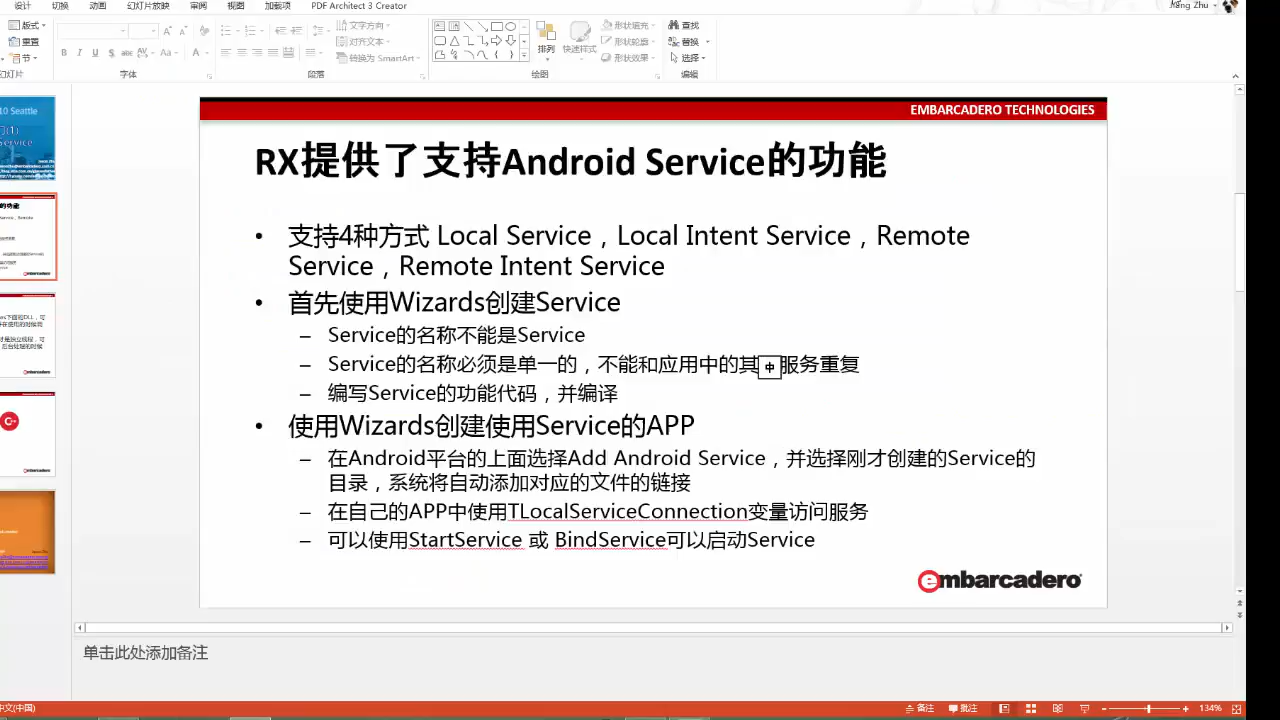 设计 切换 动画 幻灯片放映 审阅 视图 加载项 PDF Architect 3 Creator
版式
文字方向
形状填充
查找
重置
对齐文本
形状轮廓
替换
节
转换为 SmartArt
排列 快速样式
形状效果
选择
幻灯片 字体 段落 绘图 编辑
EMBARCADERO TECHNOLOGIES
RX提供了支持Android Service的功能
• 支持4种方式 Local Service，Local Intent Service，Remote
Service，Remote Intent Service
• 首先使用Wizards创建Service
– Service的名称不能是Service
– Service的名称必须是单一的，不能和应用中的其 中 服务重复
– 编写Service的功能代码，并编译
• 使用Wizards创建使用Service的APP
– 在Android平台的上面选择Add Android Service，并选择刚才创建的Service的
目录，系统将自动添加对应的文件的链接
– 在自己的APP中使用TLocalServiceConnection变量访问服务
– 可以使用StartService 或 BindService可以启动Service
embarcadero
单击此处添加备注
中文(中国)
备注 批注 134%